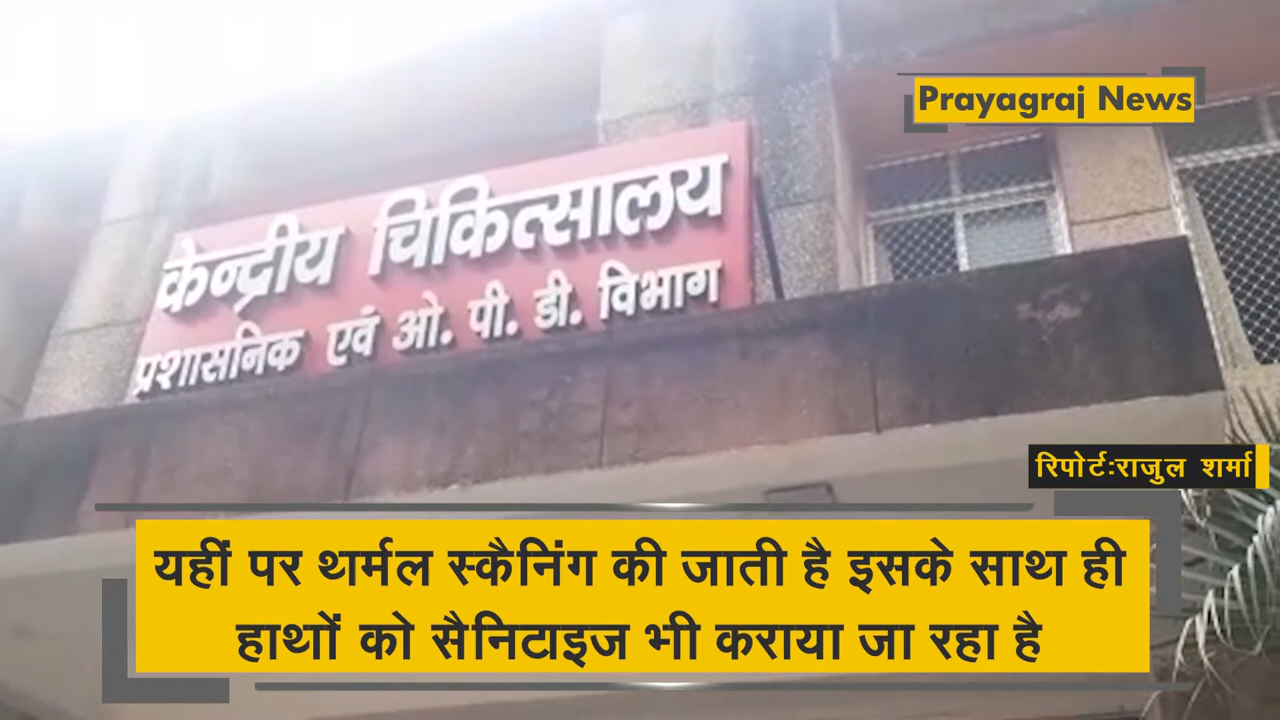 Prayagraj News
केन्द्रीय चिकित्सालय
प्रशासनिक एवँ ओ. पी. डी. विभाग
रिपोर्ट:राजुल शर्मा
यहीं पर थर्मल स्कैनिंग की जाती है इसके साथ ही
हाथों को सैनिटाइज भी कराया जा रहा है